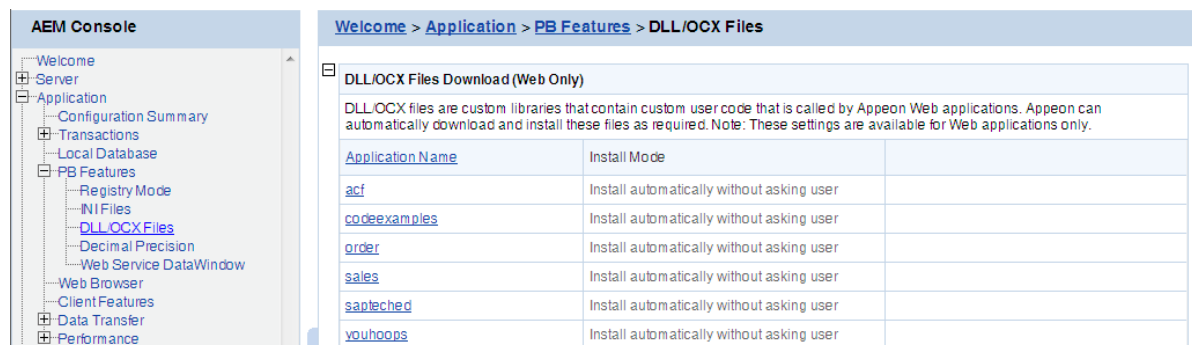 AEM Console
Welcome
Server
Application
Configuration Summary
Transactions
Local Database
PB Features
Registry Mode
INI Files
DLL/OCX Files
Decimal Precision
Web Service DataWindow
Web Browser
Client Features
Data Transfer
Performance
Welcome > Application > PB Features > DLL/OCX Files
DLL/OCX Files Download (Web Only)
DLL/OCX files are custom libraries that contain custom user code that is called by Appeon Web applications. Appeon can
automatically download and install these files as required. Note: These settings are available for Web applications only.
Application Name Install Mode
acf Install automatically without asking user
codeexamples Install automatically without asking user
order Install automatically without asking user
sales Install automatically without asking user
sapteched Install automatically without asking user
youhoops Install automatically without asking user